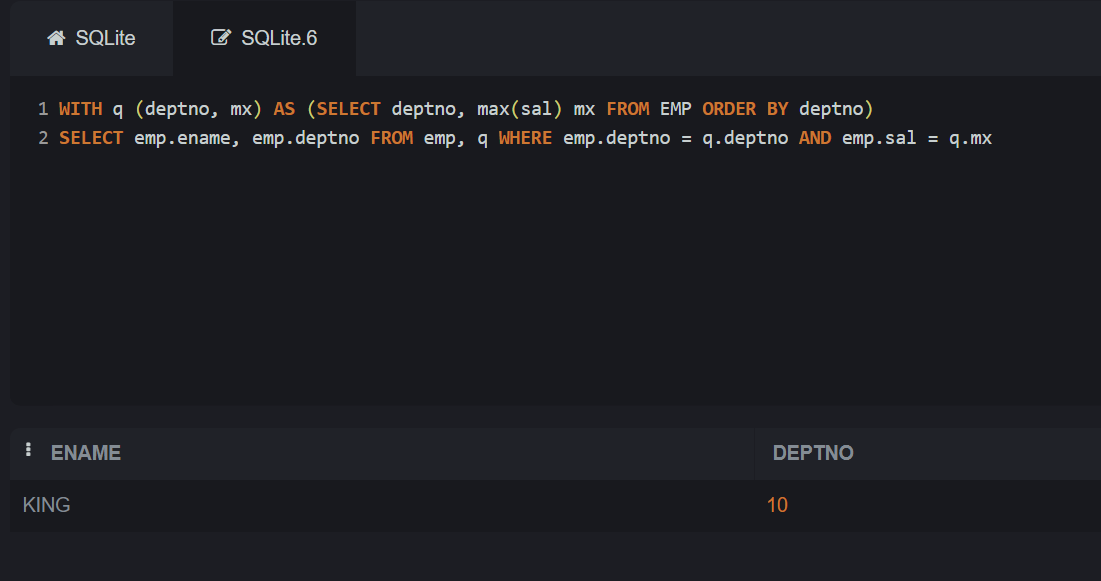 SQLite SQLite.6
1 WITH q (deptno, mx) AS (SELECT deptno, max(sal) mx FROM EMP ORDER BY deptno)
2 SELECT emp.ename, emp.deptno FROM emp, q WHERE emp.deptno = q.deptno AND emp.sal = q.mx
ENAME DEPTNO
KING 10